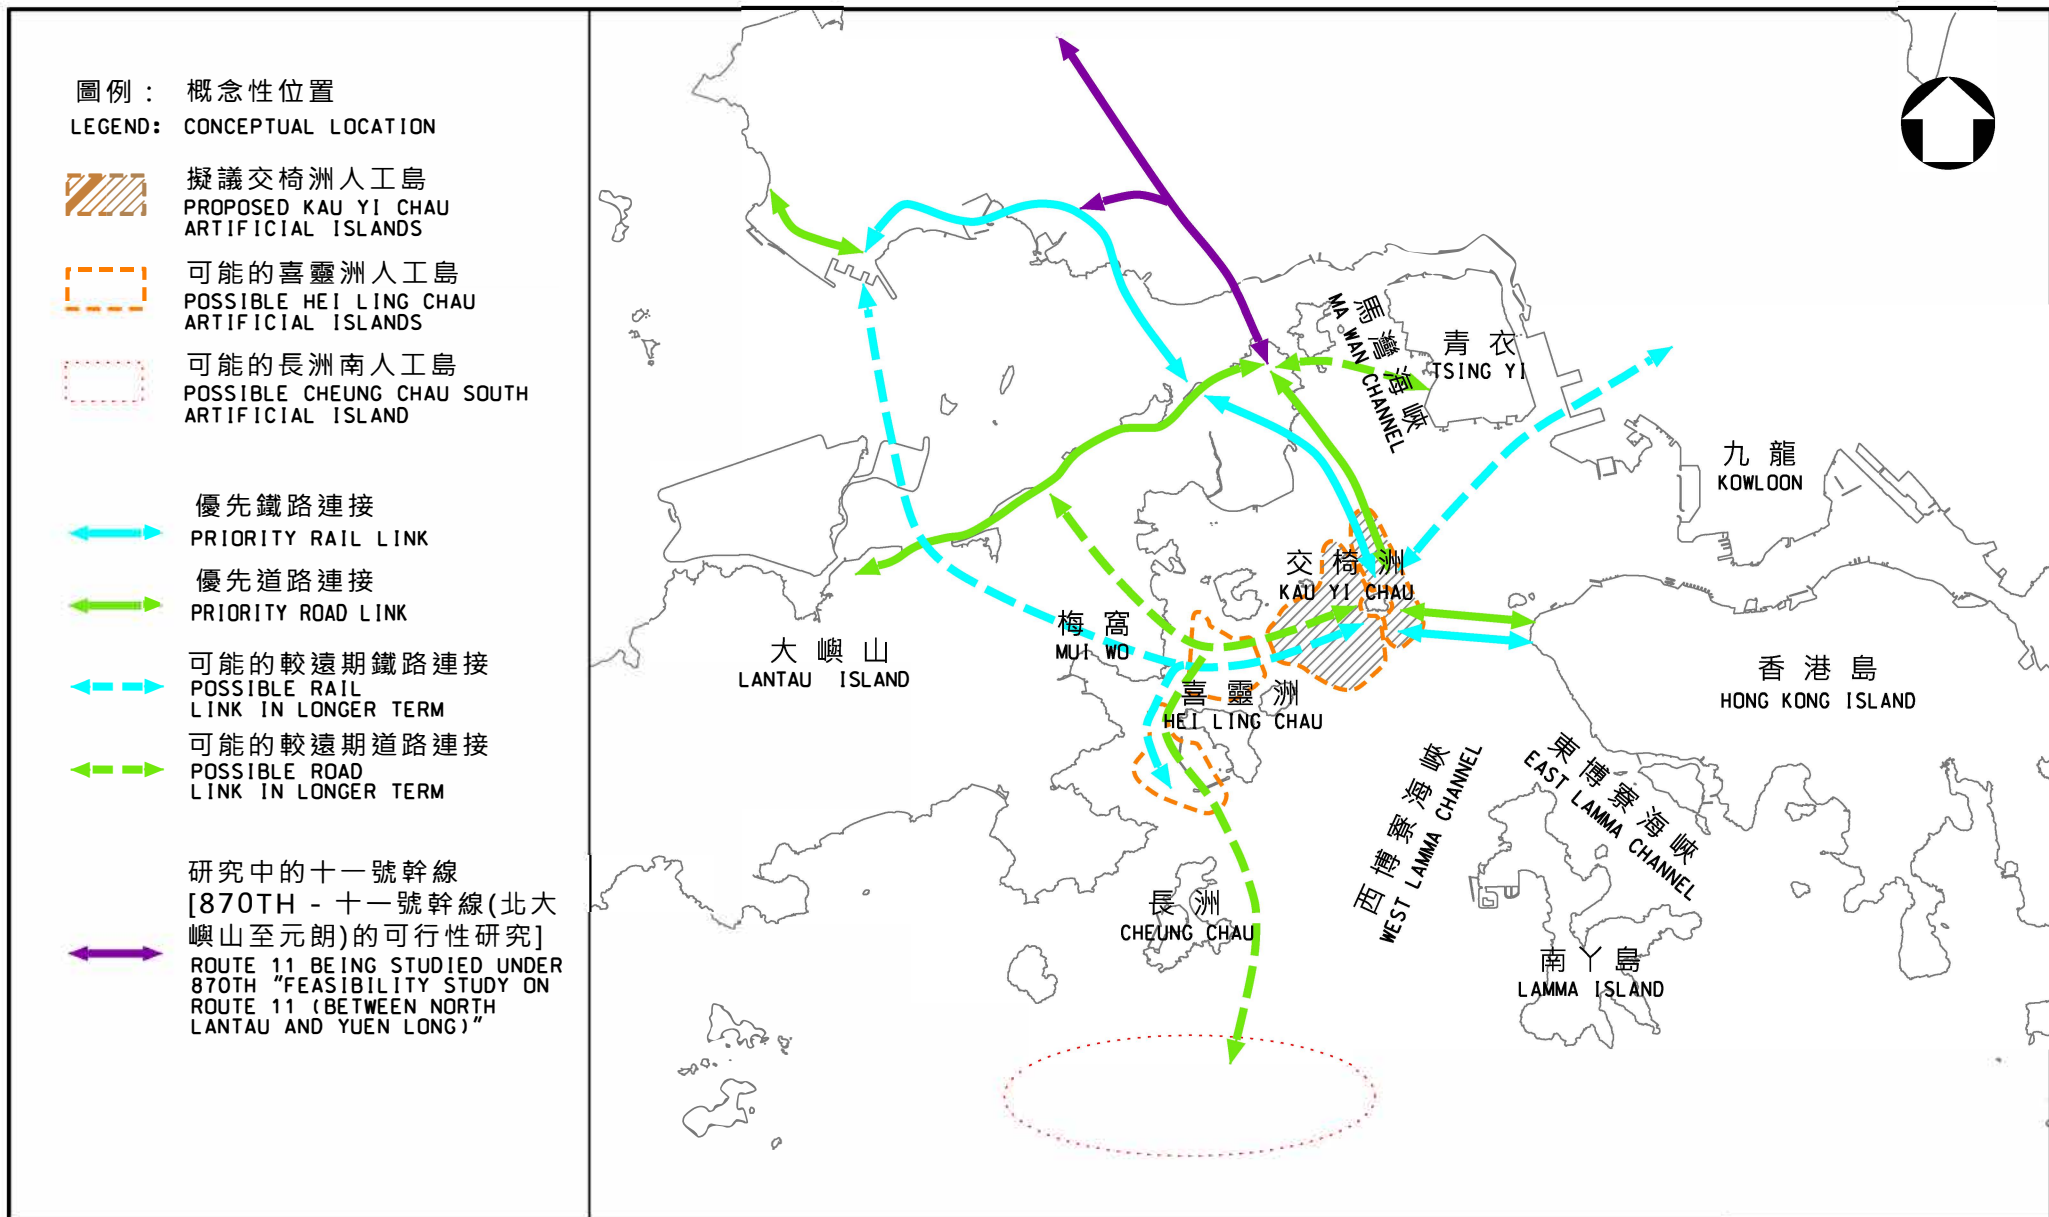 圖例： 概念性位置
LEGEND: CONCEPTUAL LOCATION
擬議交椅洲人工島
PROPOSED KAU YI CHAU
ARTIFICIAL ISLANDS
可能的喜靈洲人工島
POSSIBLE HEI LING CHAU
ARTIFICIAL ISLANDS
可能的長洲南人工島
POSSIBLE CHEUNG CHAU SOUTH
ARTIFICIAL ISLAND
優先鐵路連接
PRIORITY RAIL LINK
優先道路連接
PRIORITY ROAD LINK
可能的較遠期鐵路連接
POSSIBLE RAIL
LINK IN LONGER TERM
可能的較遠期道路連接
POSSIBLE ROAD
LINK IN LONGER TERM
研究中的十一號幹線
[870TH - 十一號幹線(北大
嶼山至元朗)的可行性研究]
ROUTE 11 BEING STUDIED UNDER
870TH "FEASIBILITY STUDY ON
ROUTE 11 (BETWEEN NORTH
LANTAU AND YUEN LONG)"
馬灣海峽
MA WAN CHANNEL
青衣
TSING YI
九龍
KOWLOON
交椅洲
KAU YI CHAU
梅窩
MUI WO
大嶼山
LANTAU ISLAND
喜靈洲
HEI LING CHAU
香港島
HONG KONG ISLAND
西博寮海峽
WEST LAMMA CHANNEL
東博寮海峽
EAST LAMMA CHANNEL
長洲
CHEUNG CHAU
南丫島
LAMMA ISLAND